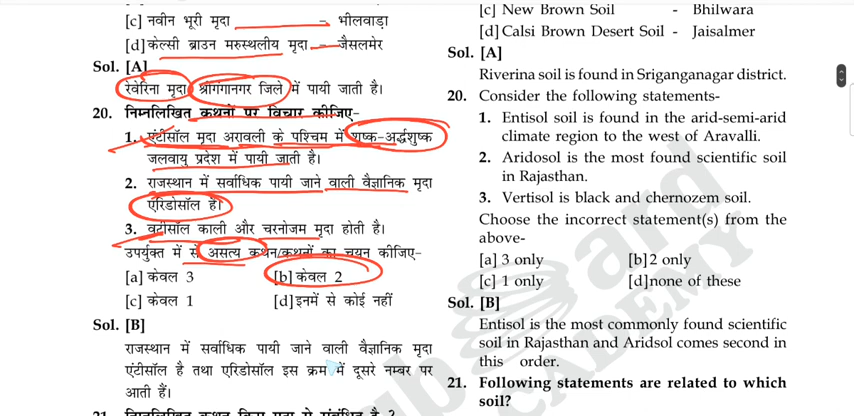 [c] नवीन भूरी मृदा - भीलवाड़ा
[d] केल्सी ब्राउन मरुस्थलीय मृदा - जैसलमेर
Sol. [A]
रेवेरिना मृदा श्रीगंगानगर जिले में पायी जाती है।
20. निम्नलिखित कथनों पर विचार कीजिए-
1. एंटीसॉल मृदा अरावली के पश्चिम में शुष्क-अर्द्धशुष्क
जलवायु प्रदेश में पायी जाती है।
2. राजस्थान में सर्वाधिक पायी जाने वाली वैज्ञानिक मृदा
एरिडोसॉल है।
3. वर्टीसॉल काली और चरनोजम मृदा होती है।
उपर्युक्त में से असत्य कथन/कथनों का चयन कीजिए-
[a] केवल 3 [b] केवल 2
[c] केवल 1 [d] इनमें से कोई नहीं
Sol. [B]
राजस्थान में सर्वाधिक पायी जाने वाली वैज्ञानिक मृदा
एंटीसॉल है तथा एरिडोसॉल इस क्रम में दूसरे नम्बर पर
आती हैं।
[c] New Brown Soil - Bhilwara
[d] Calsi Brown Desert Soil - Jaisalmer
Sol. [A]
Riverina soil is found in Sriganganagar district.
20. Consider the following statements-
1. Entisol soil is found in the arid-semi-arid
climate region to the west of Aravalli.
2. Aridosol is the most found scientific soil
in Rajasthan.
3. Vertisol is black and chernozem soil.
Choose the incorrect statement(s) from the
above-
[a] 3 only [b] 2 only
[c] 1 only [d] none of these
Sol. [B]
Entisol is the most commonly found scientific
soil in Rajasthan and Aridsol comes second in
this order.
21. Following statements are related to which
soil?